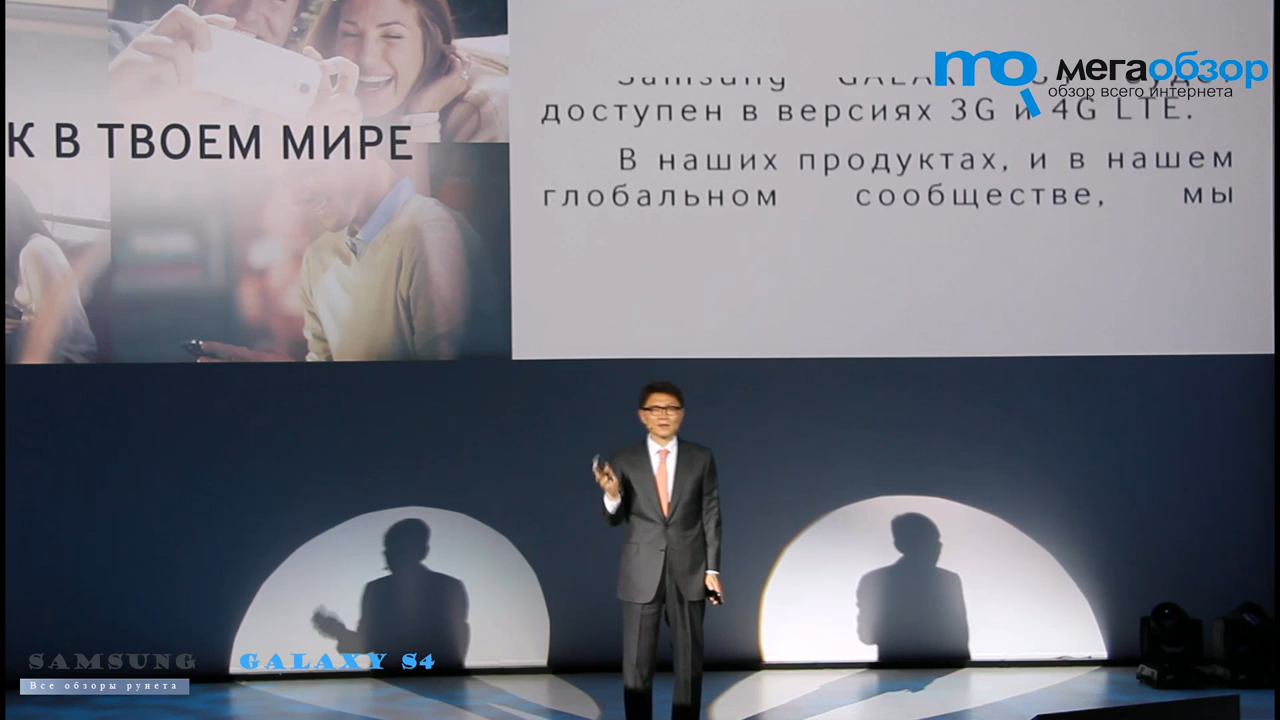 К В ТВОЕМ МИРЕ
Samsung
доступен в версиях 3G и 4G LTE.
В наших продуктах, и в нашем
глобальном сообществе, мы
мегаобзор
обзор всего интернета
SAMSUNG GALAXY S4
Все обзоры рунета